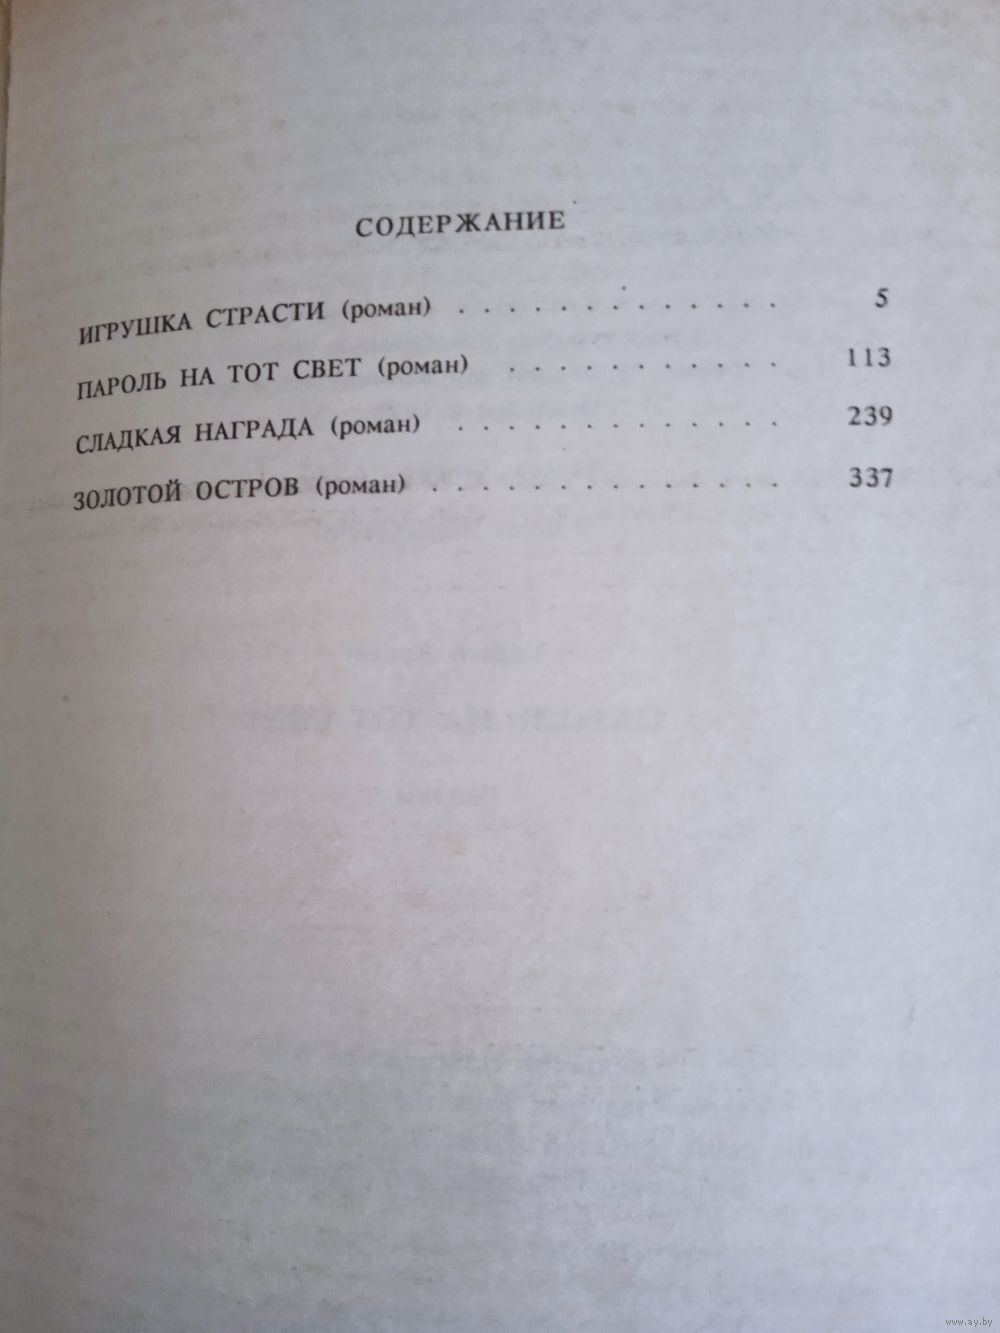 СОДЕРЖАНИЕ
ИГРУШКА СТРАСТИ (роман) . . . . . . . . . . . . . 5
ПАРОЛЬ НА ТОТ СВЕТ (роман) . . . . . . . . . . . 113
СЛАДКАЯ НАГРАДА (роман) . . . . . . . . . . . . . 239
ЗОЛОТОЙ ОСТРОВ (роман) . . . . . . . . . . . . . . 337
www.ay.by